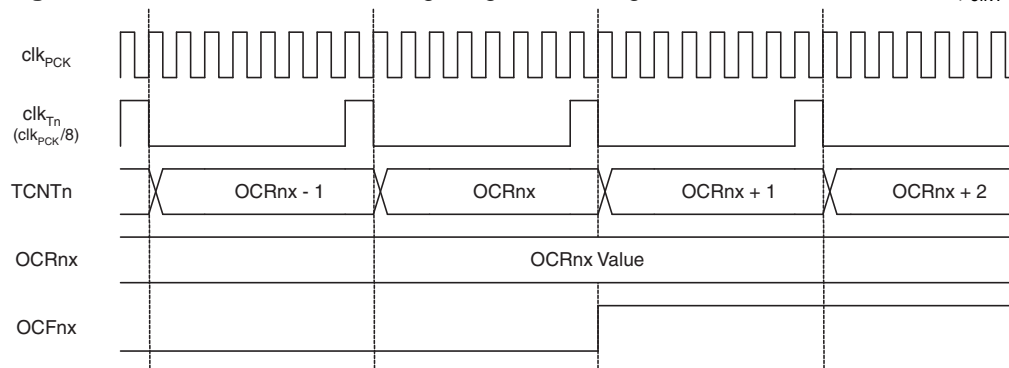 clkPCK
clkTn
(clkPCK/8)
TCNTn OCRnx - 1 OCRnx OCRnx + 1 OCRnx + 2
OCRnx OCRnx Value
OCFnx